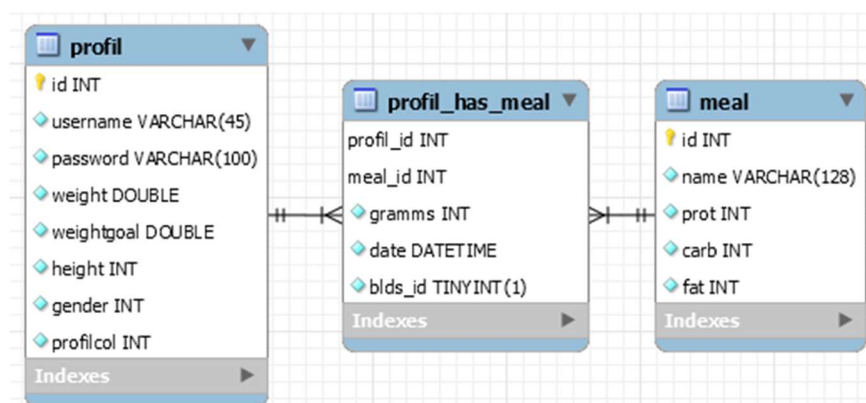 profil
id INT
username VARCHAR(45)
password VARCHAR(100)
weight DOUBLE
weightgoal DOUBLE
height INT
gender INT
profilcol INT
Indexes
profil_has_meal
profil_id INT
meal_id INT
gramms INT
date DATETIME
blds_id TINYINT(1)
Indexes
meal
id INT
name VARCHAR(128)
prot INT
carb INT
fat INT
Indexes